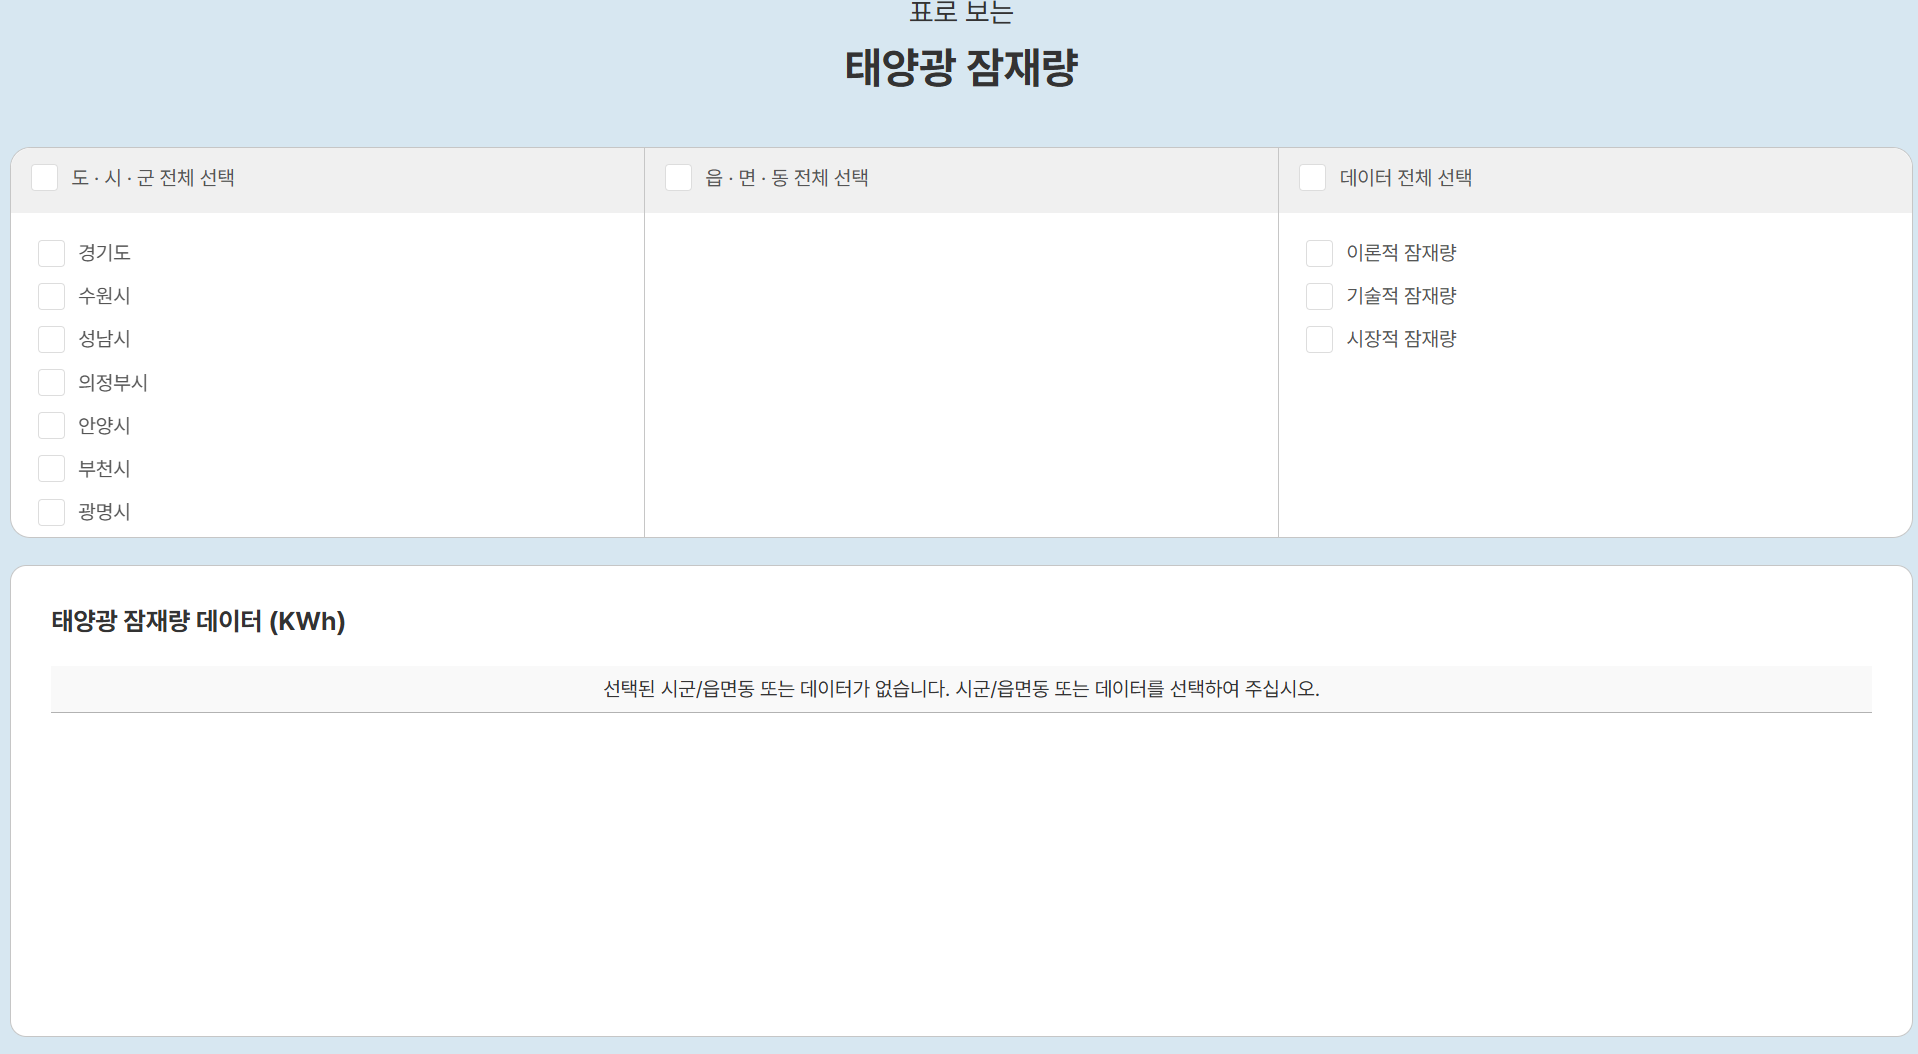 표로 보는
태양광 잠재량
도 · 시 · 군 전체 선택
경기도
수원시
성남시
의정부시
안양시
부천시
광명시
읍 · 면 · 동 전체 선택
데이터 전체 선택
이론적 잠재량
기술적 잠재량
시장적 잠재량
태양광 잠재량 데이터 (KWh)
선택된 시군/읍면동 또는 데이터가 없습니다. 시군/읍면동 또는 데이터를 선택하여 주십시오.